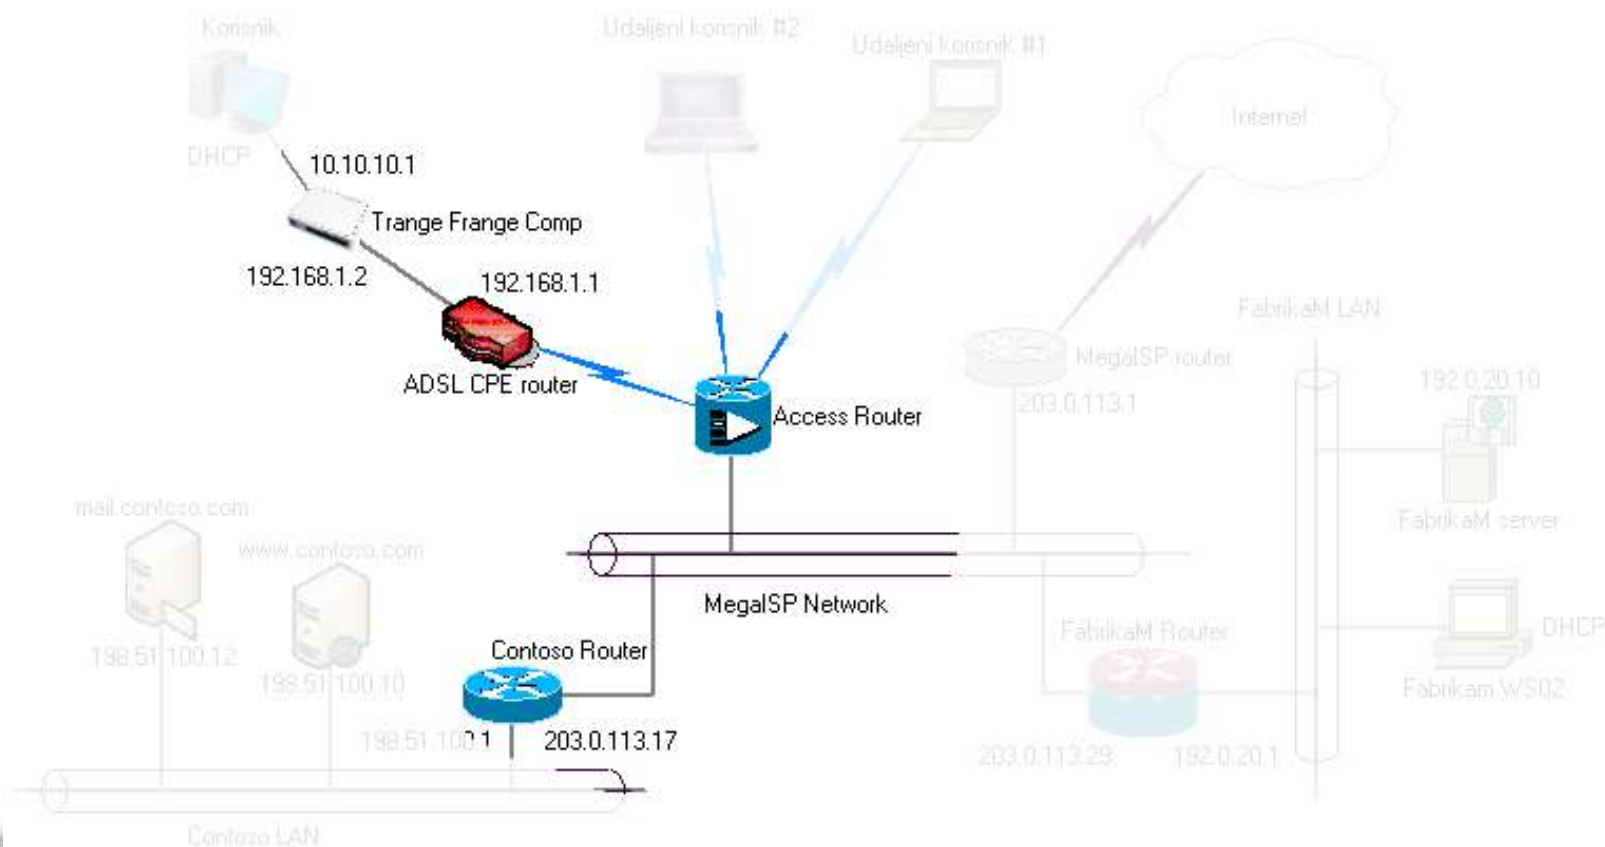 Korisnik
Udaljeni korisnik #2
Udaljeni korisnik #1
Internet
DHCP
10.10.10.1
Trange Frange Comp
192.168.1.2
192.168.1.1
ADSL CPE router
Access Router
MegaISP router
203.0.113.1
FabrikaM LAN
192.0.20.10
FabrikaM server
mail.contoso.com
www.contoso.com
198.51.100.12
198.51.100.10
MegaISP Network
Contoso Router
198.51.100.1
203.0.113.17
FabrikaM Router
203.0.113.29
192.0.20.1
DHCP
Fabrikam WS02
Contoso LAN